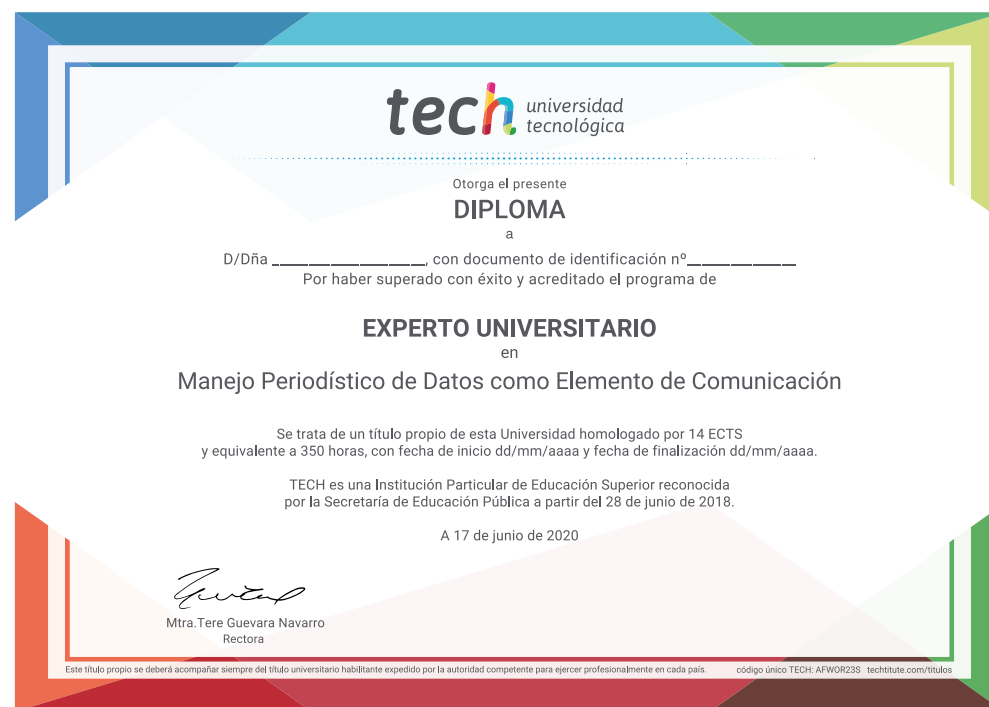 tech universidad
tecnológica
Otorga el presente
DIPLOMA
a
D/Dña ____________________, con documento de identificación nº______________
Por haber superado con éxito y acreditado el programa de
EXPERTO UNIVERSITARIO
en
Manejo Periodístico de Datos como Elemento de Comunicación
Se trata de un título propio de esta Universidad homologado por 14 ECTS
y equivalente a 350 horas, con fecha de inicio dd/mm/aaaa y fecha de finalización dd/mm/aaaa.
TECH es una Institución Particular de Educación Superior reconocida
por la Secretaría de Educación Pública a partir del 28 de junio de 2018.
A 17 de junio de 2020
Mtra.Tere Guevara Navarro
Rectora
Este título propio se deberá acompañar siempre del título universitario habilitante expedido por la autoridad competente para ejercer profesionalmente en cada país. código único TECH: AFWOR23S techtitute.com/titulos